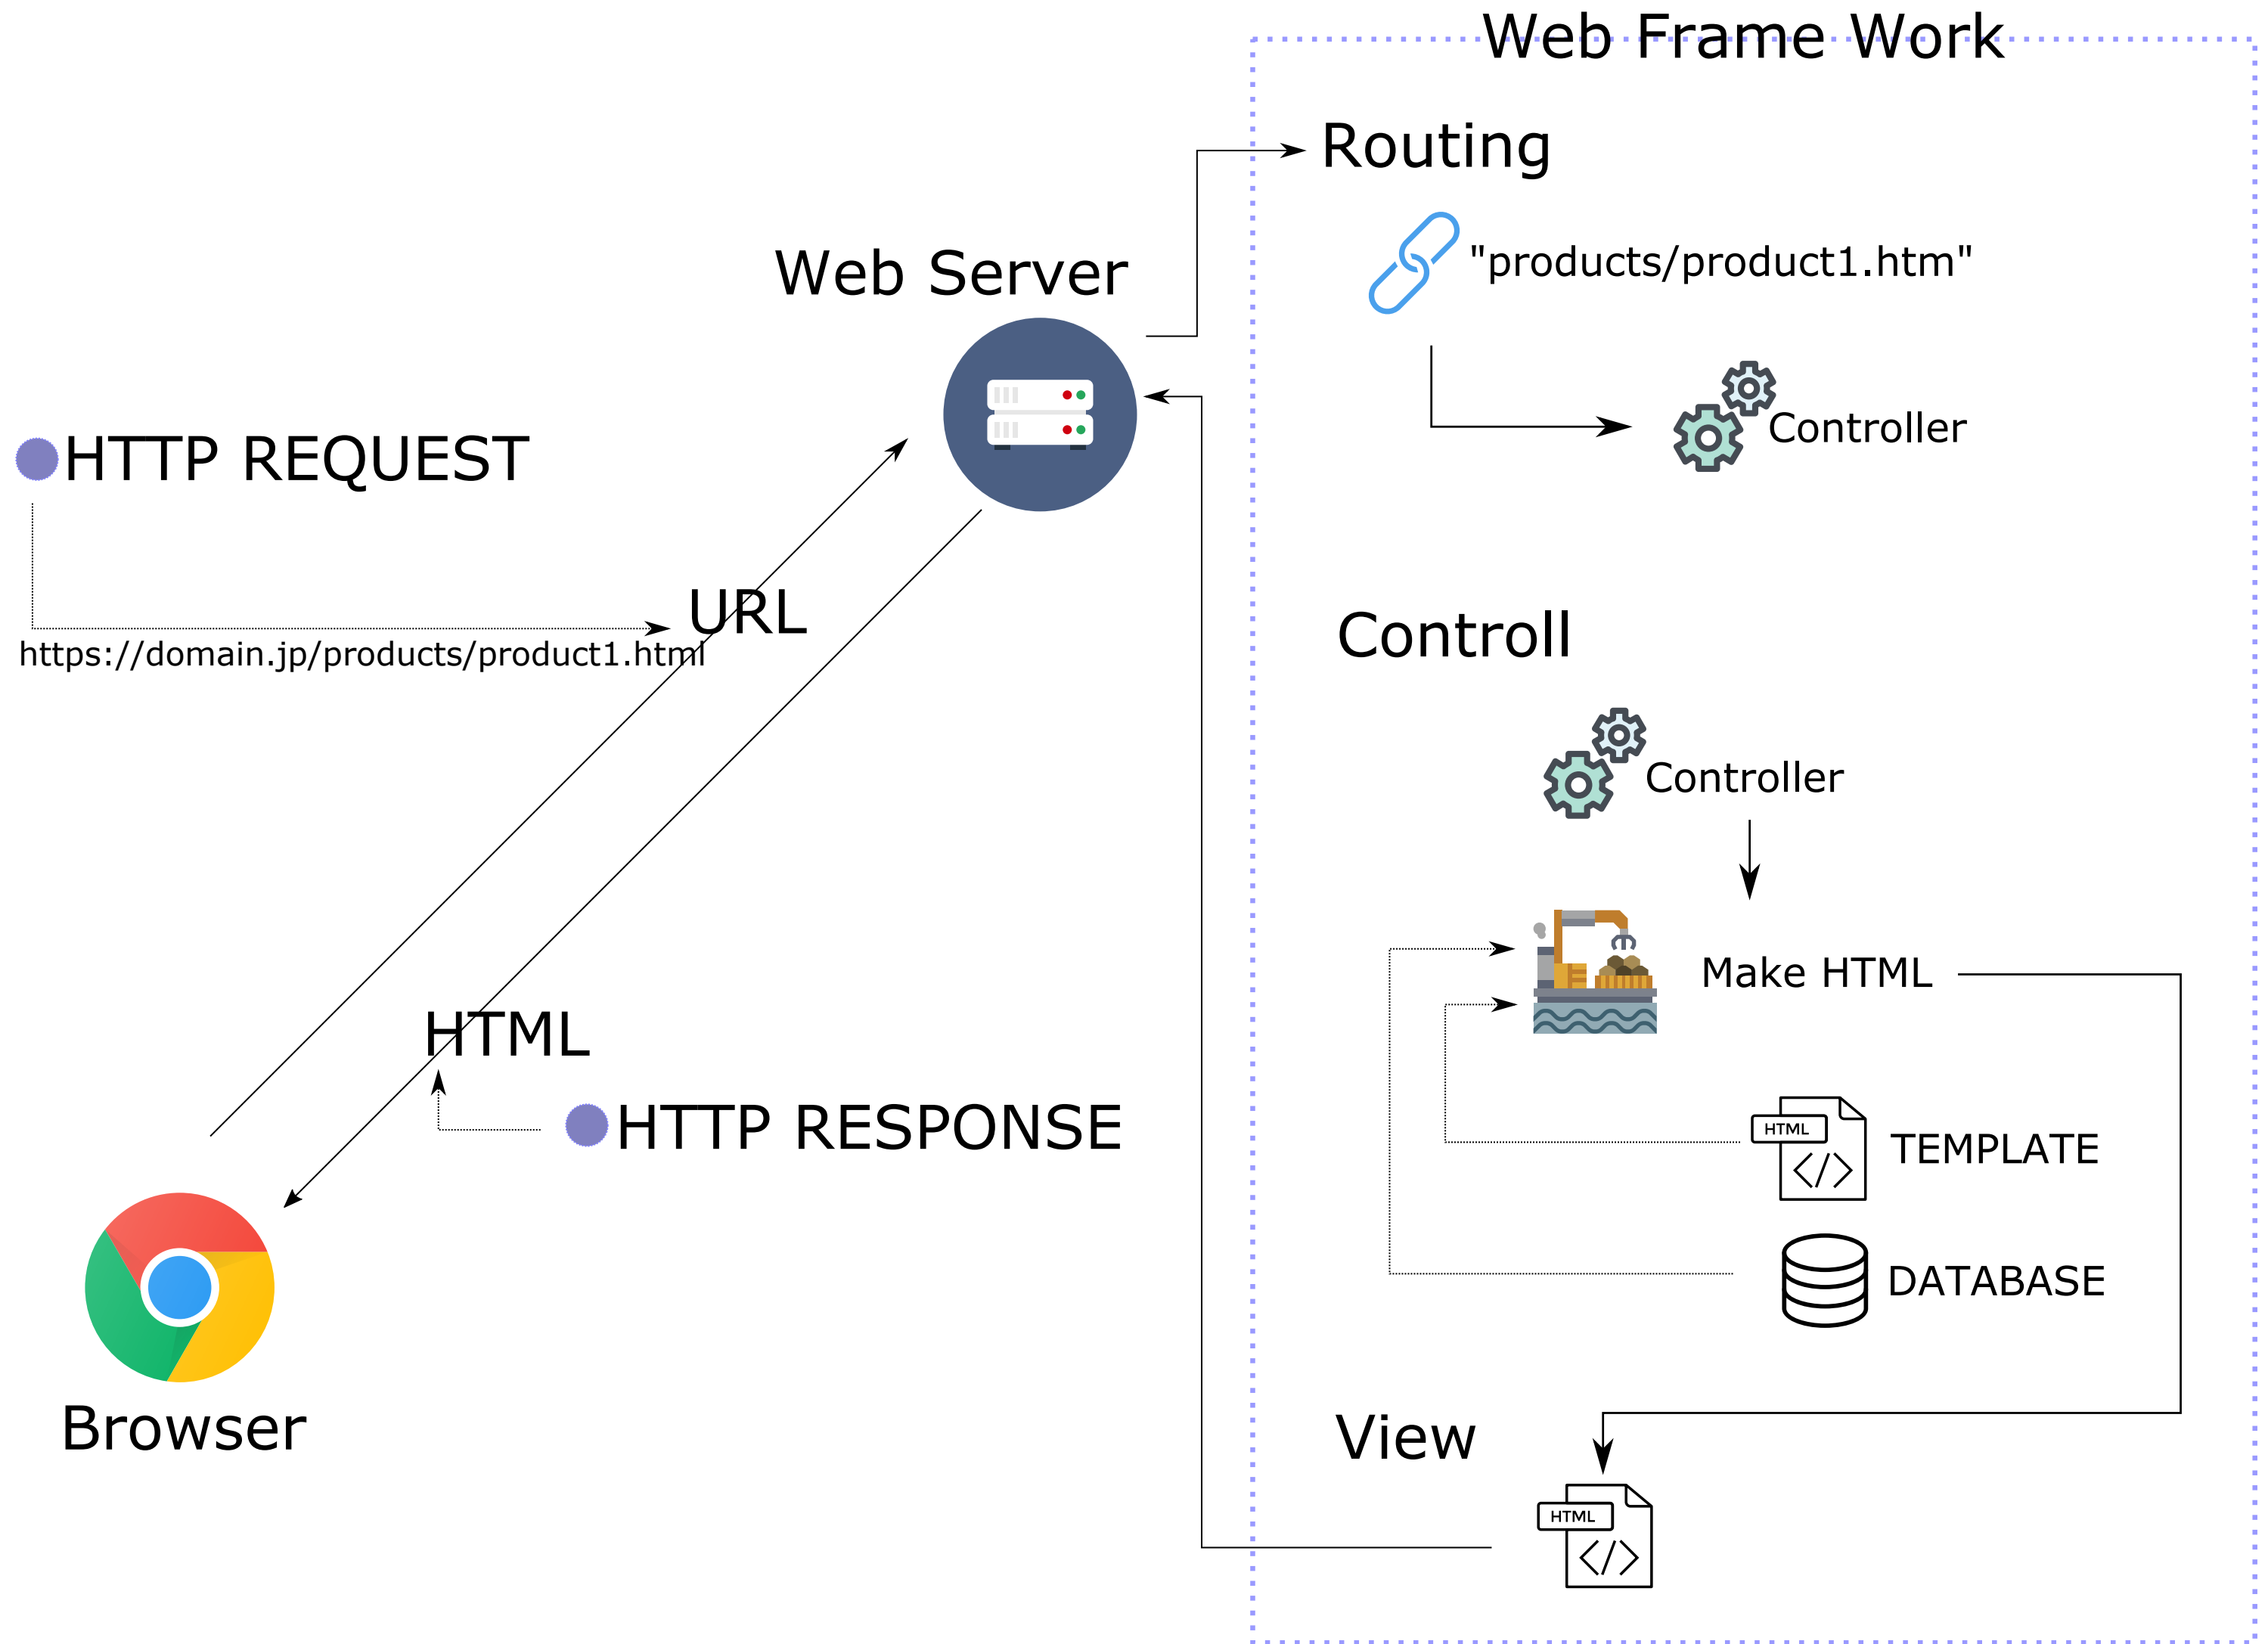 Web Frame Work
Routing
"products/product1.htm"
Web Server
Controller
HTTP REQUEST
URL
https://domain.jp/products/product1.html
Controll
Controller
Make HTML
HTML
HTTP RESPONSE
HTML
TEMPLATE
DATABASE
Browser
View
HTML